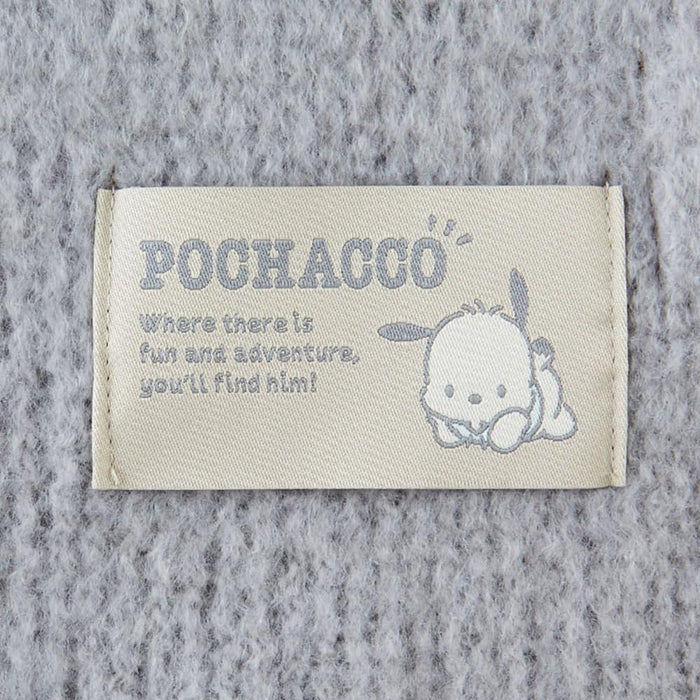 POCHACCO
Where there is
fun and adventure,
you'll find him!